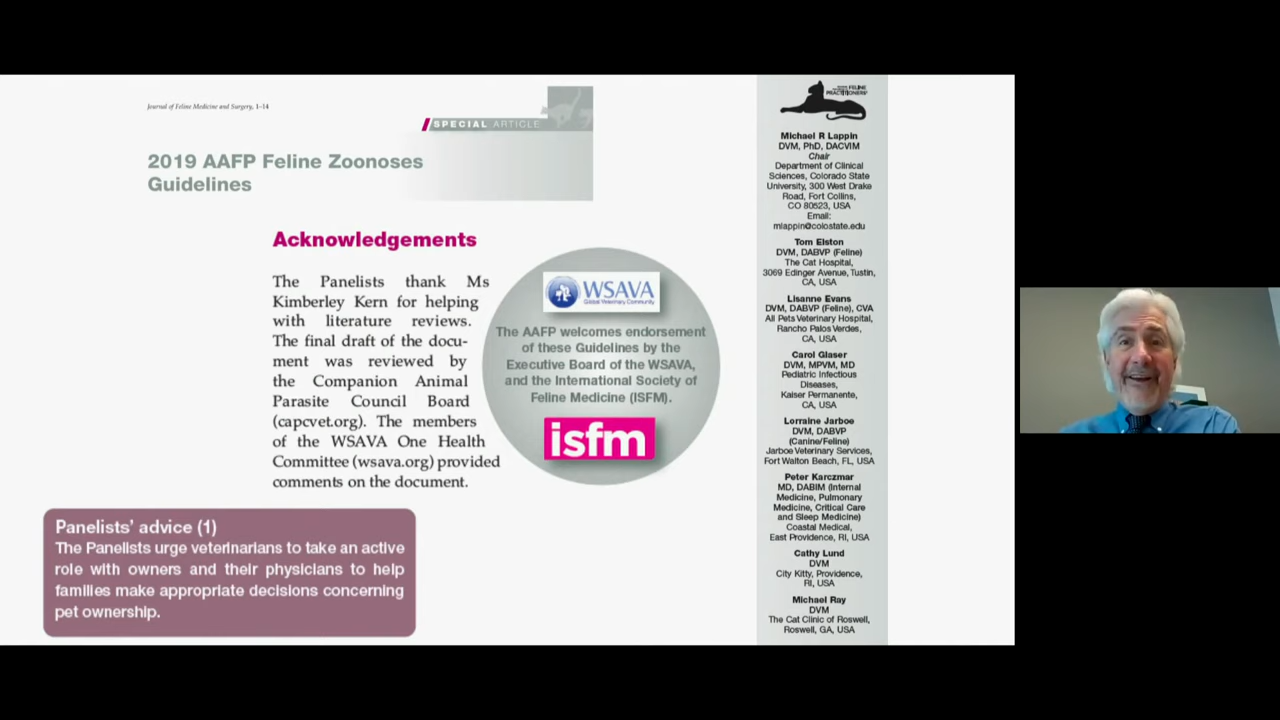 Journal of Feline Medicine and Surgery, 1–14
SPECIAL ARTICLE
2019 AAFP Feline Zoonoses
Guidelines
Acknowledgements
The Panelists thank Ms
Kimberley Kern for helping
with literature reviews.
The final draft of the docu-
ment was reviewed by
the Companion Animal
Parasite Council Board
(capcvet.org). The members
of the WSAVA One Health
Committee (wsava.org) provided
comments on the document.
WSAVA
Global Veterinary Community
The AAFP welcomes endorsement
of these Guidelines by the
Executive Board of the WSAVA,
and the International Society of
Feline Medicine (ISFM).
isfm
Panelists' advice (1)
The Panelists urge veterinarians to take an active
role with owners and their physicians to help
families make appropriate decisions concerning
pet ownership.
FELINE
PRACTITIONERS
Michael R Lappin
DVM, PhD, DACVIM
Chair
Department of Clinical
Sciences, Colorado State
University, 300 West Drake
Road, Fort Collins,
CO 80523, USA
Email:
mlappin@colostate.edu
Tom Elston
DVM, DABVP (Feline)
The Cat Hospital,
3069 Edinger Avenue, Tustin,
CA, USA
Lisanne Evans
DVM, DABVP (Feline), CVA
All Pets Veterinary Hospital,
Rancho Palos Verdes,
CA, USA
Carol Glaser
DVM, MPVM, MD
Pediatric Infectious
Diseases,
Kaiser Permanente,
CA, USA
Lorraine Jarboe
DVM, DABVP
(Canine/Feline)
Jarboe Veterinary Services,
Fort Walton Beach, FL, USA
Peter Karczmar
MD, DABIM (Internal
Medicine, Pulmonary
Medicine, Critical Care
and Sleep Medicine)
Coastal Medical,
East Providence, RI, USA
Cathy Lund
DVM
City Kitty, Providence,
RI, USA
Michael Ray
DVM
The Cat Clinic of Roswell,
Roswell, GA, USA